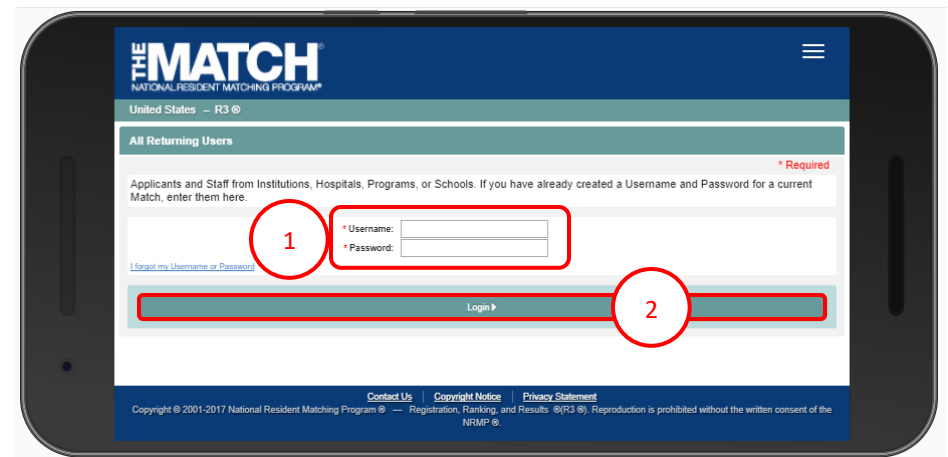 THE MATCH®
NATIONAL RESIDENT MATCHING PROGRAM®
United States – R3 ®
All Returning Users
* Required
Applicants and Staff from Institutions, Hospitals, Programs, or Schools. If you have already created a Username and Password for a current
Match, enter them here.
1
* Username:
* Password:
I forgot my Username or Password
Login
2
Contact Us | Copyright Notice | Privacy Statement
Copyright © 2001-2017 National Resident Matching Program ® — Registration, Ranking, and Results ®(R3 ®). Reproduction is prohibited without the written consent of the
NRMP ®.